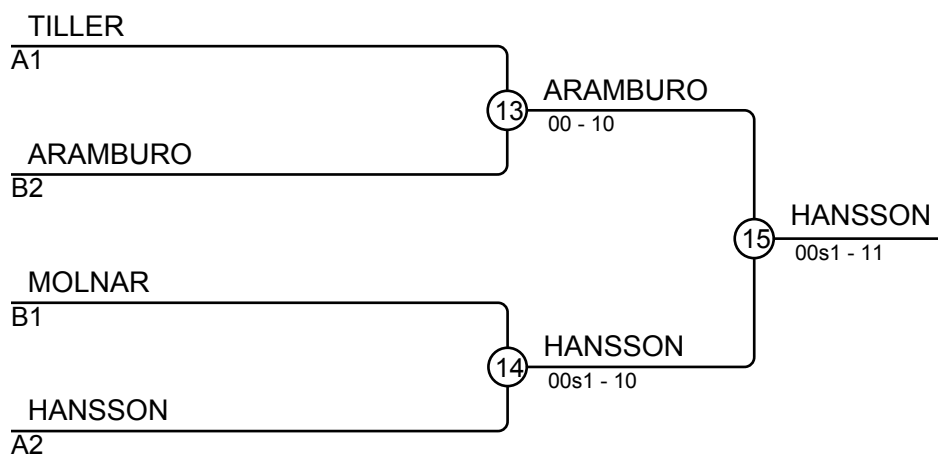 TILLER
A1
13
ARAMBURO
00 - 10
ARAMBURO
B2
15
HANSSON
00s1 - 11
MOLNAR
B1
14
HANSSON
00s1 - 10
HANSSON
A2